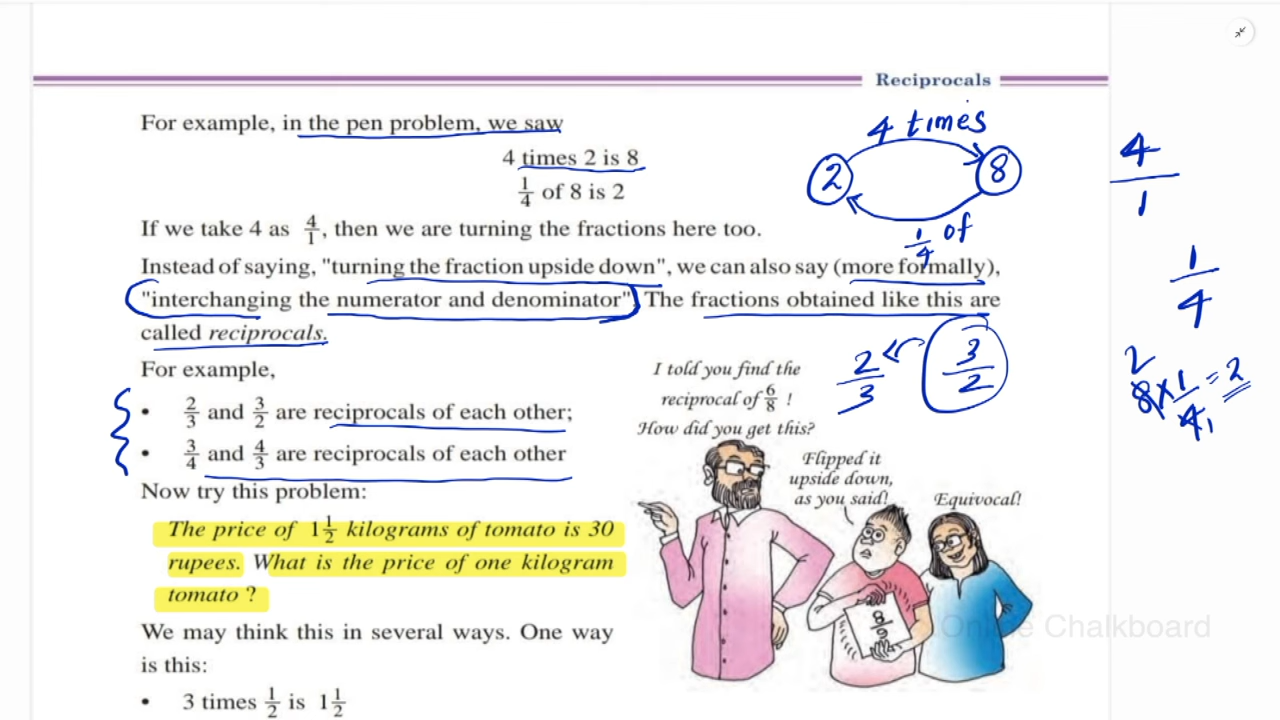 Reciprocals
For example, in the pen problem, we saw
4 times 2 is 8
1/4 of 8 is 2
If we take 4 as 4/1, then we are turning the fractions here too.
Instead of saying, "turning the fraction upside down", we can also say (more formally),
"interchanging the numerator and denominator". The fractions obtained like this are
called reciprocals.
For example,
• 2/3 and 3/2 are reciprocals of each other;
• 3/4 and 4/3 are reciprocals of each other
Now try this problem:
The price of 1 1/2 kilograms of tomato is 30
rupees. What is the price of one kilogram
tomato ?
We may think this in several ways. One way
is this:
• 3 times 1/2 is 1 1/2
I told you find the
reciprocal of 6/8 !
How did you get this?
Flipped it
upside down,
as you said!
Equivocal!
4 times
2 8
1/4 of
4/1
1/4
2/3 3/2
2
8 × 1/4 = 2
1
Online Chalkboard